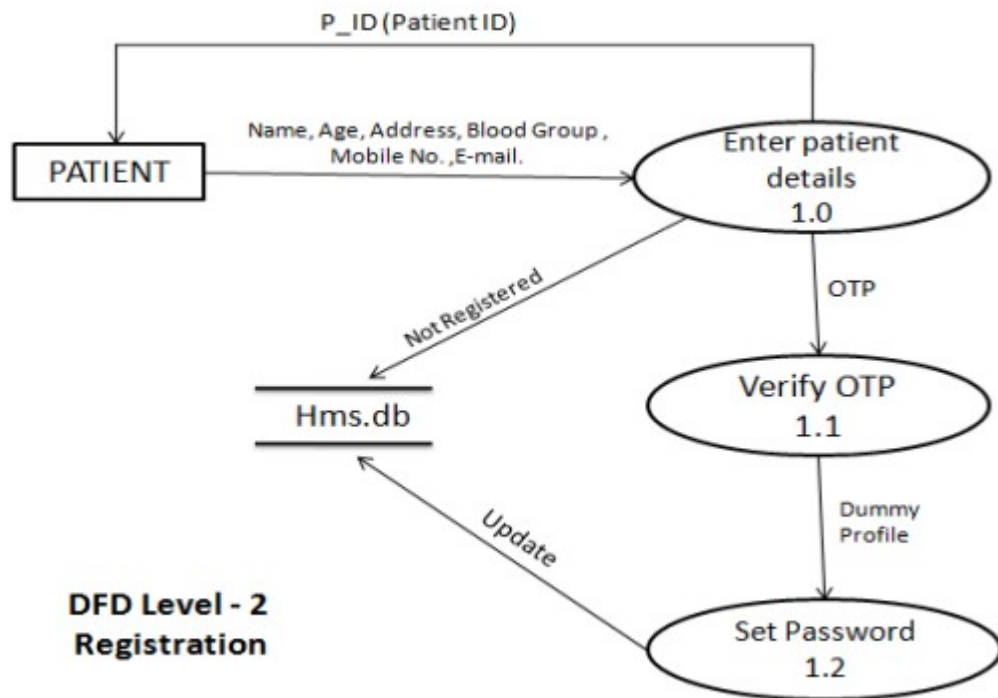 P_ID (Patient ID)
Name, Age, Address, Blood Group ,
Mobile No. ,E-mail.
PATIENT
Enter patient
details
1.0
Not Registered
OTP
Hms.db
Verify OTP
1.1
Update
Dummy
Profile
DFD Level - 2
Registration
Set Password
1.2